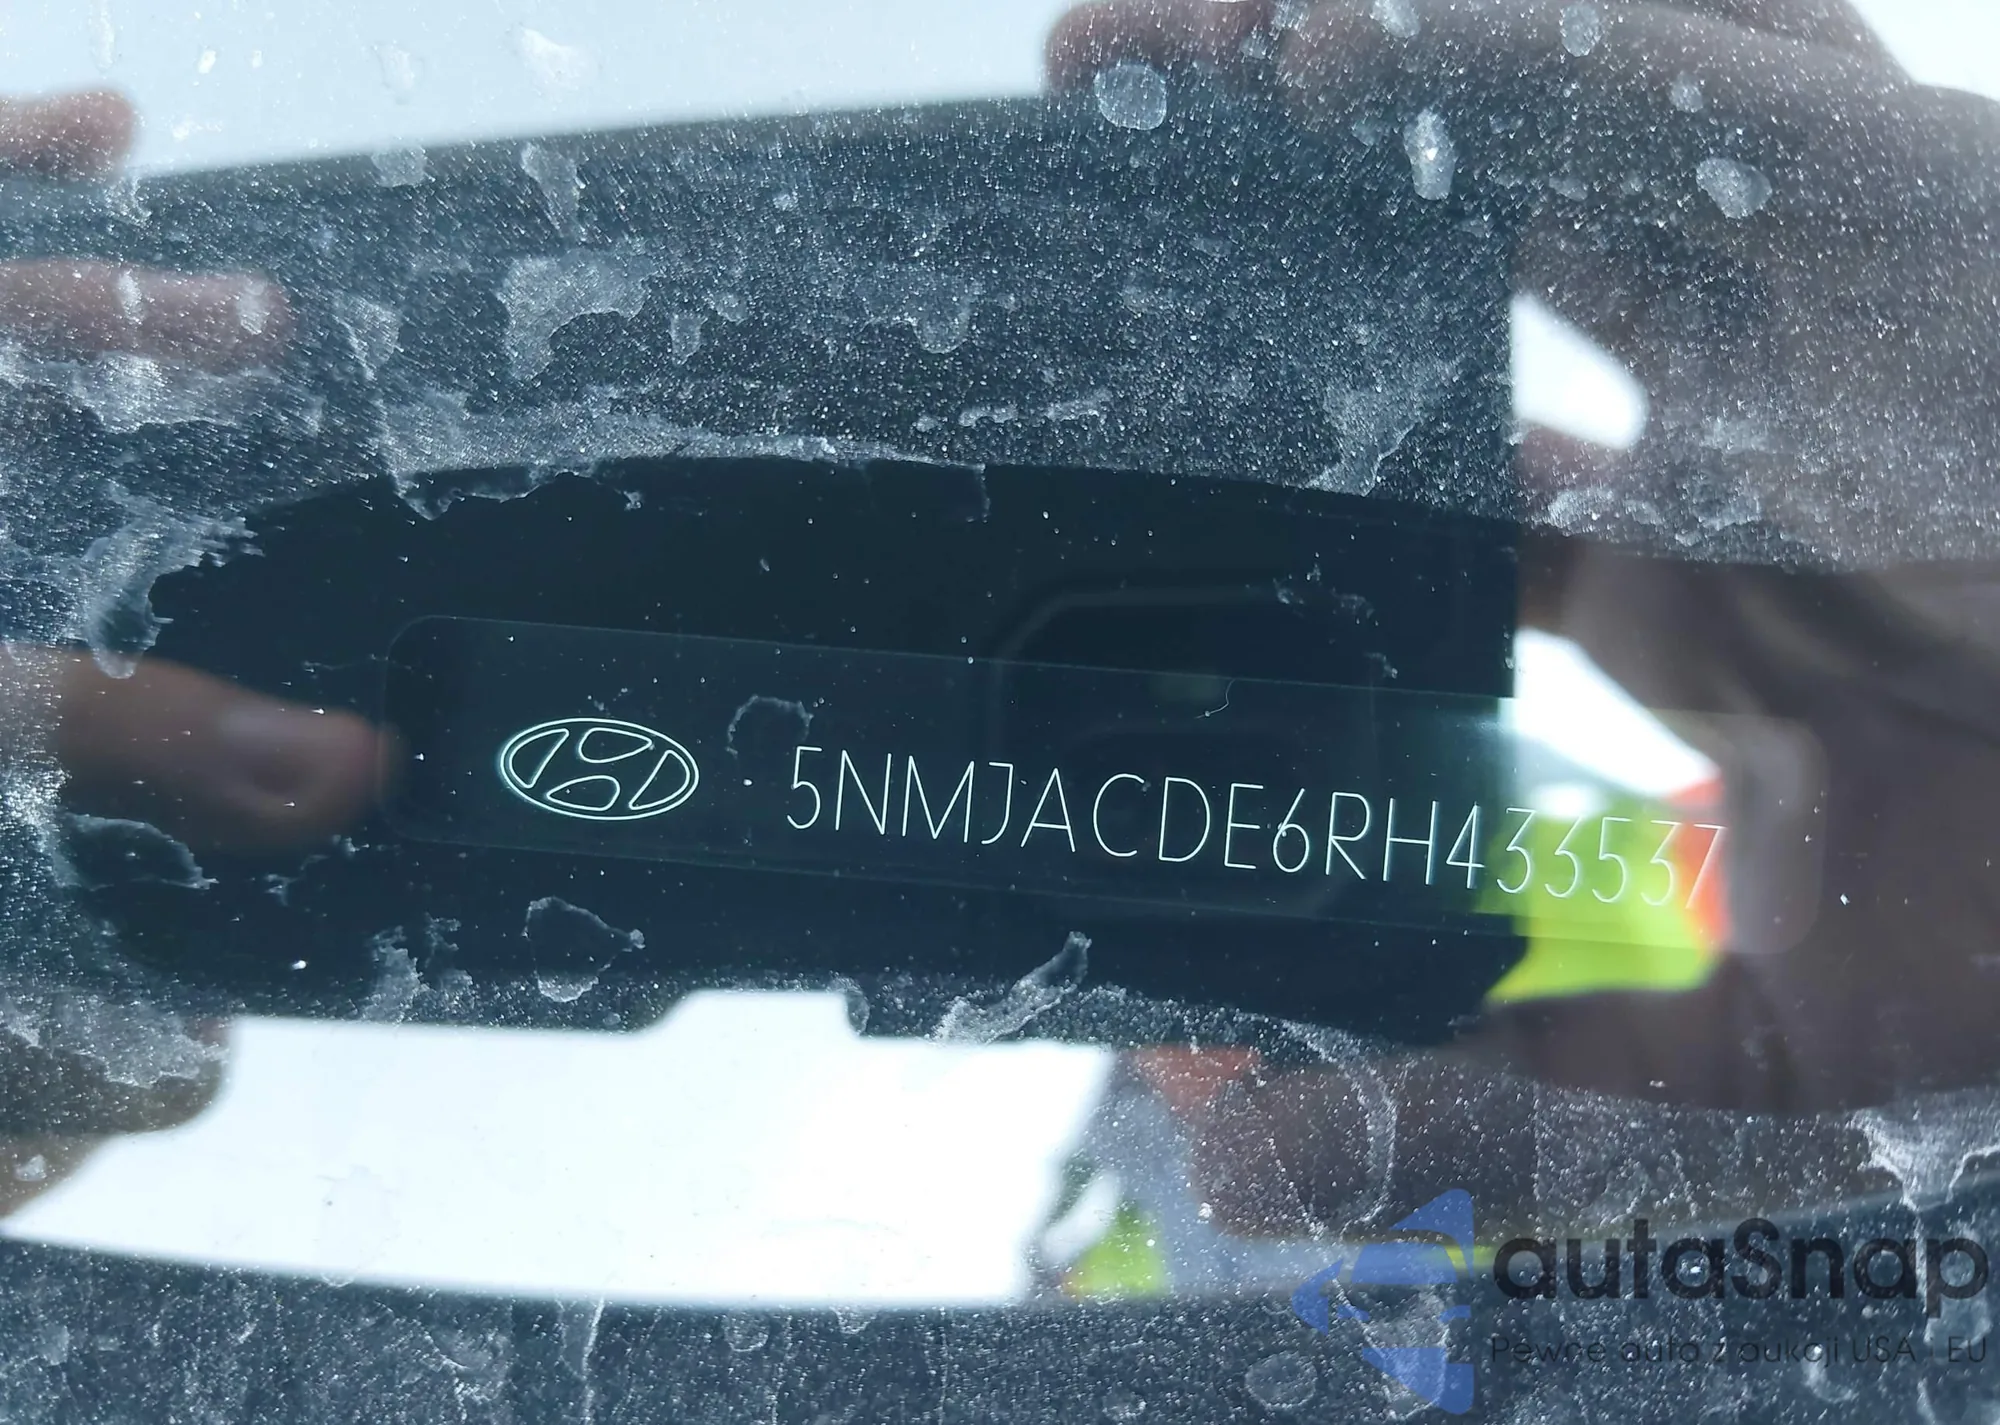 5NMJACDE6RH433537
autaSnap
Pewne auto z aukcji USA i EU